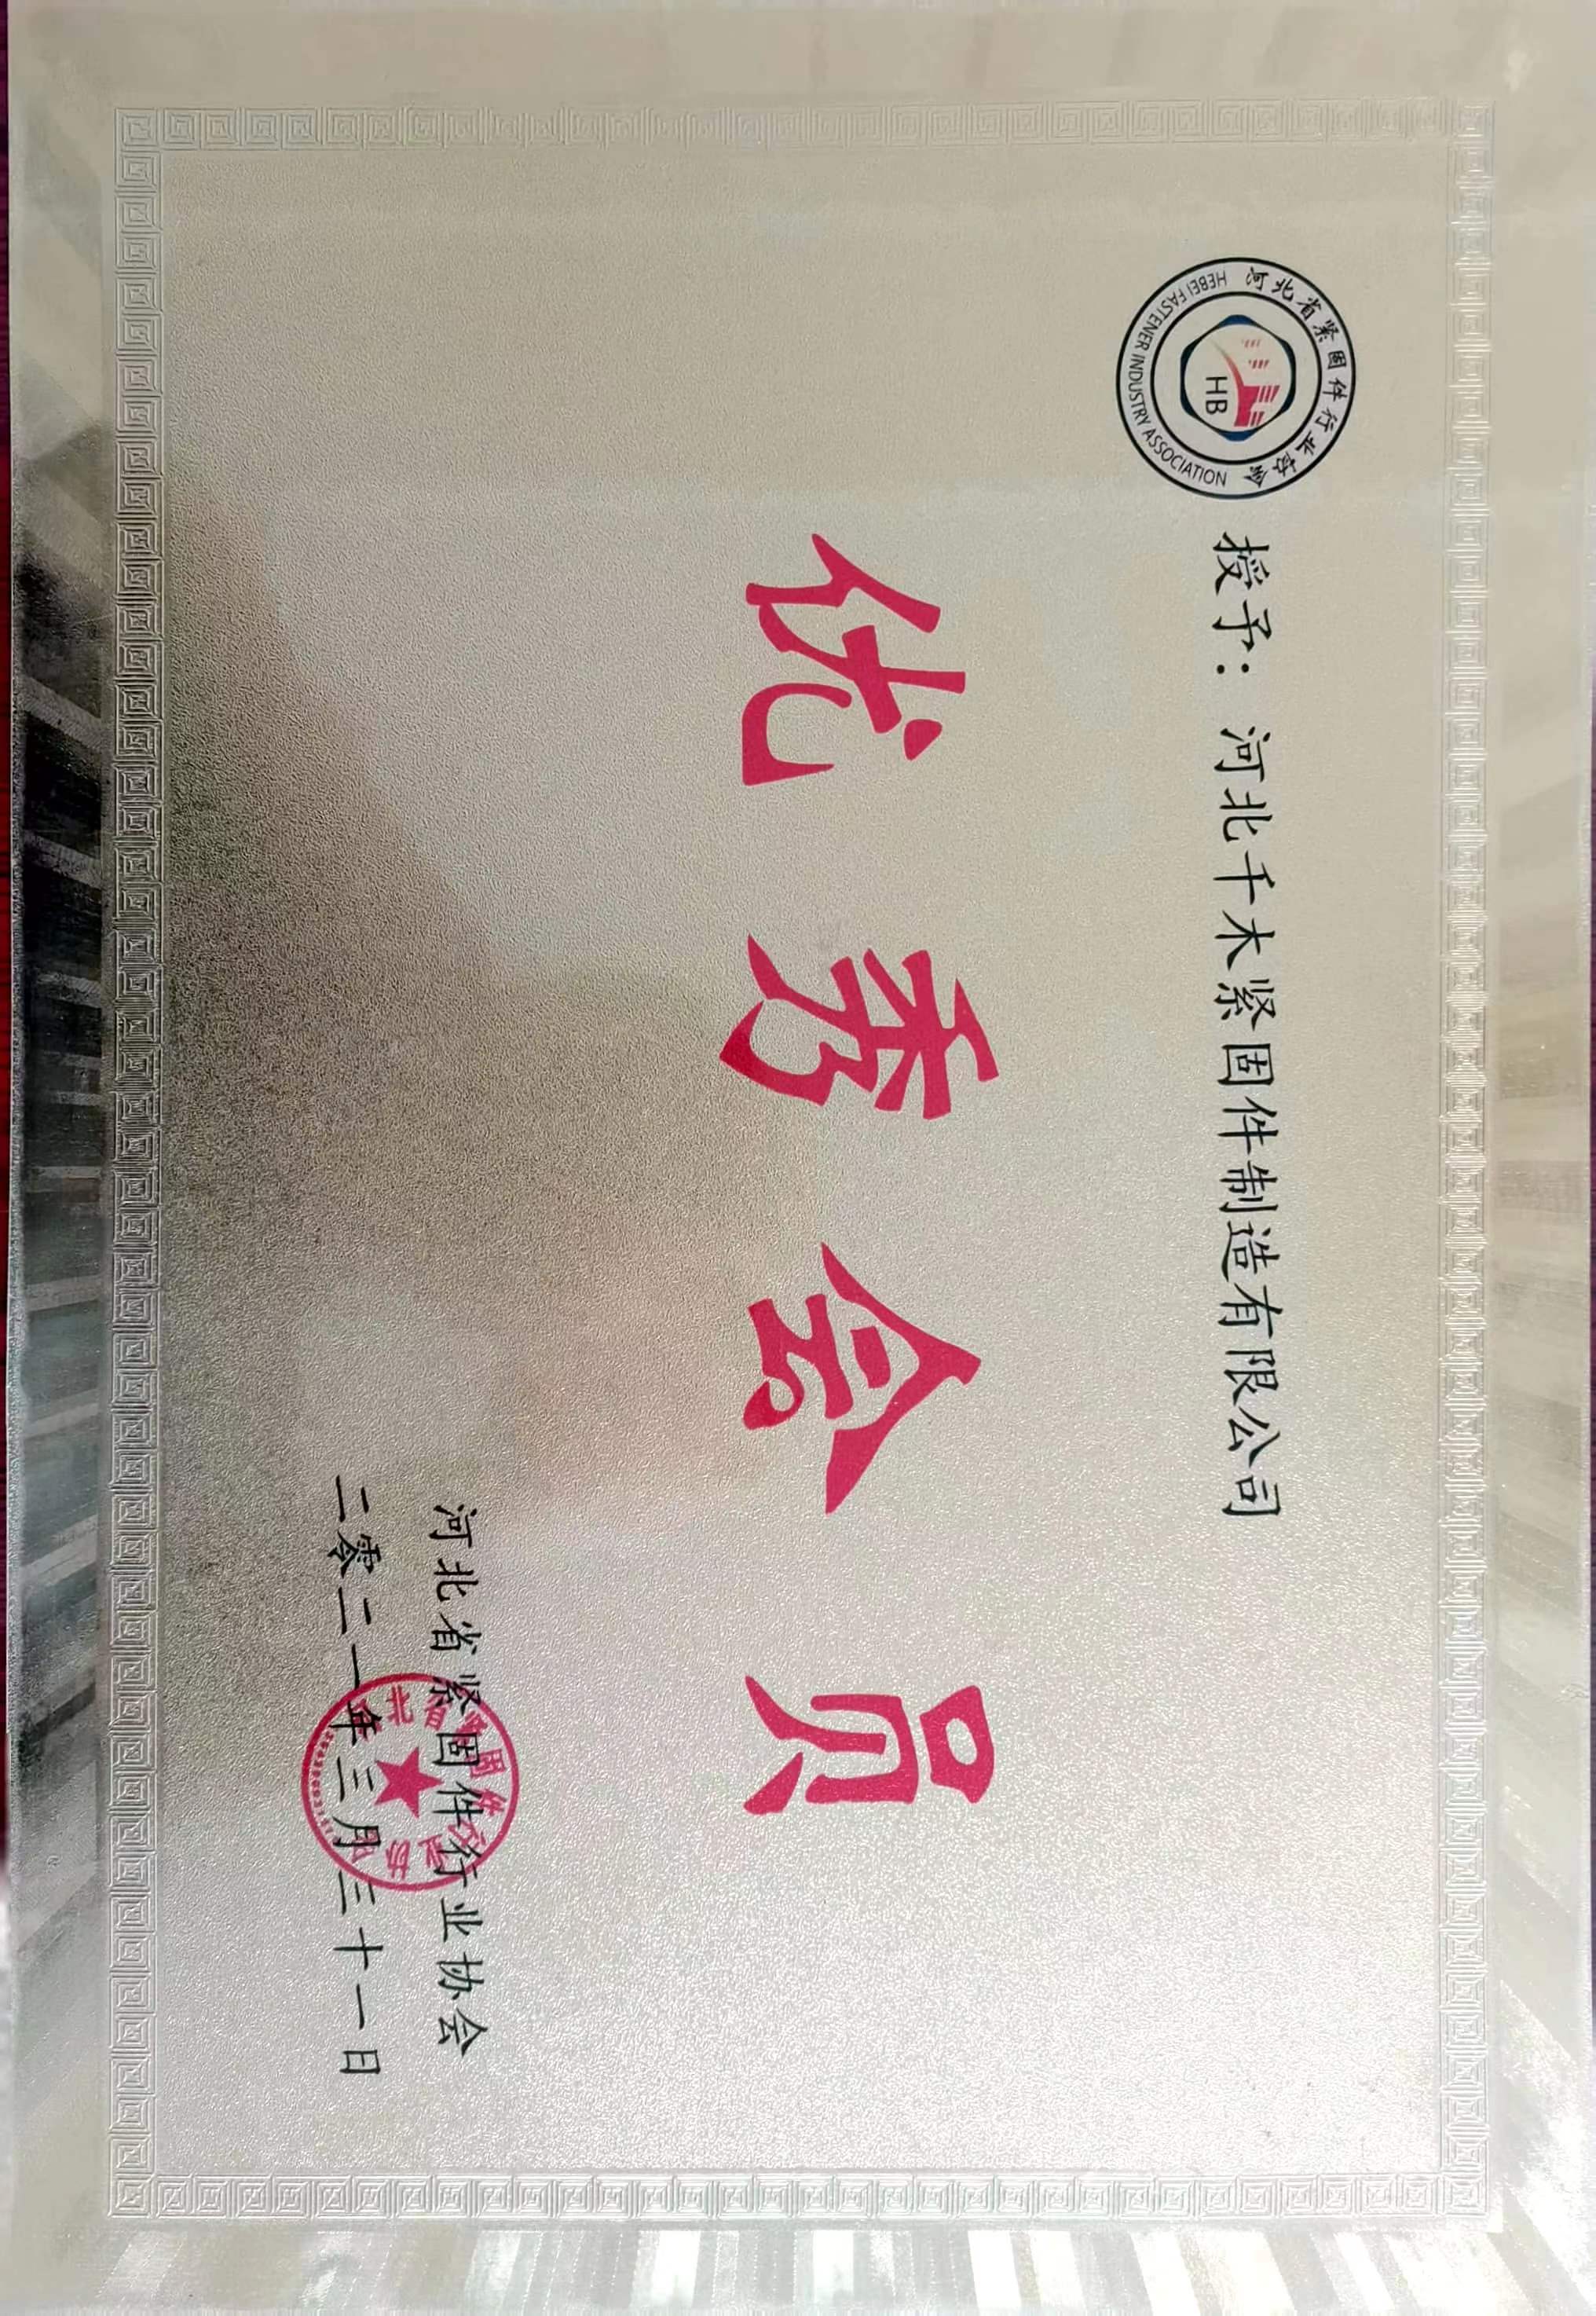 河北省紧固件行业协会
HEBEI FASTENER INDUSTRY ASSOCIATION
HB
授予：河北千木紧固件制造有限公司
优秀会员
河北省紧固件行业协会
二零二一年三月三十一日